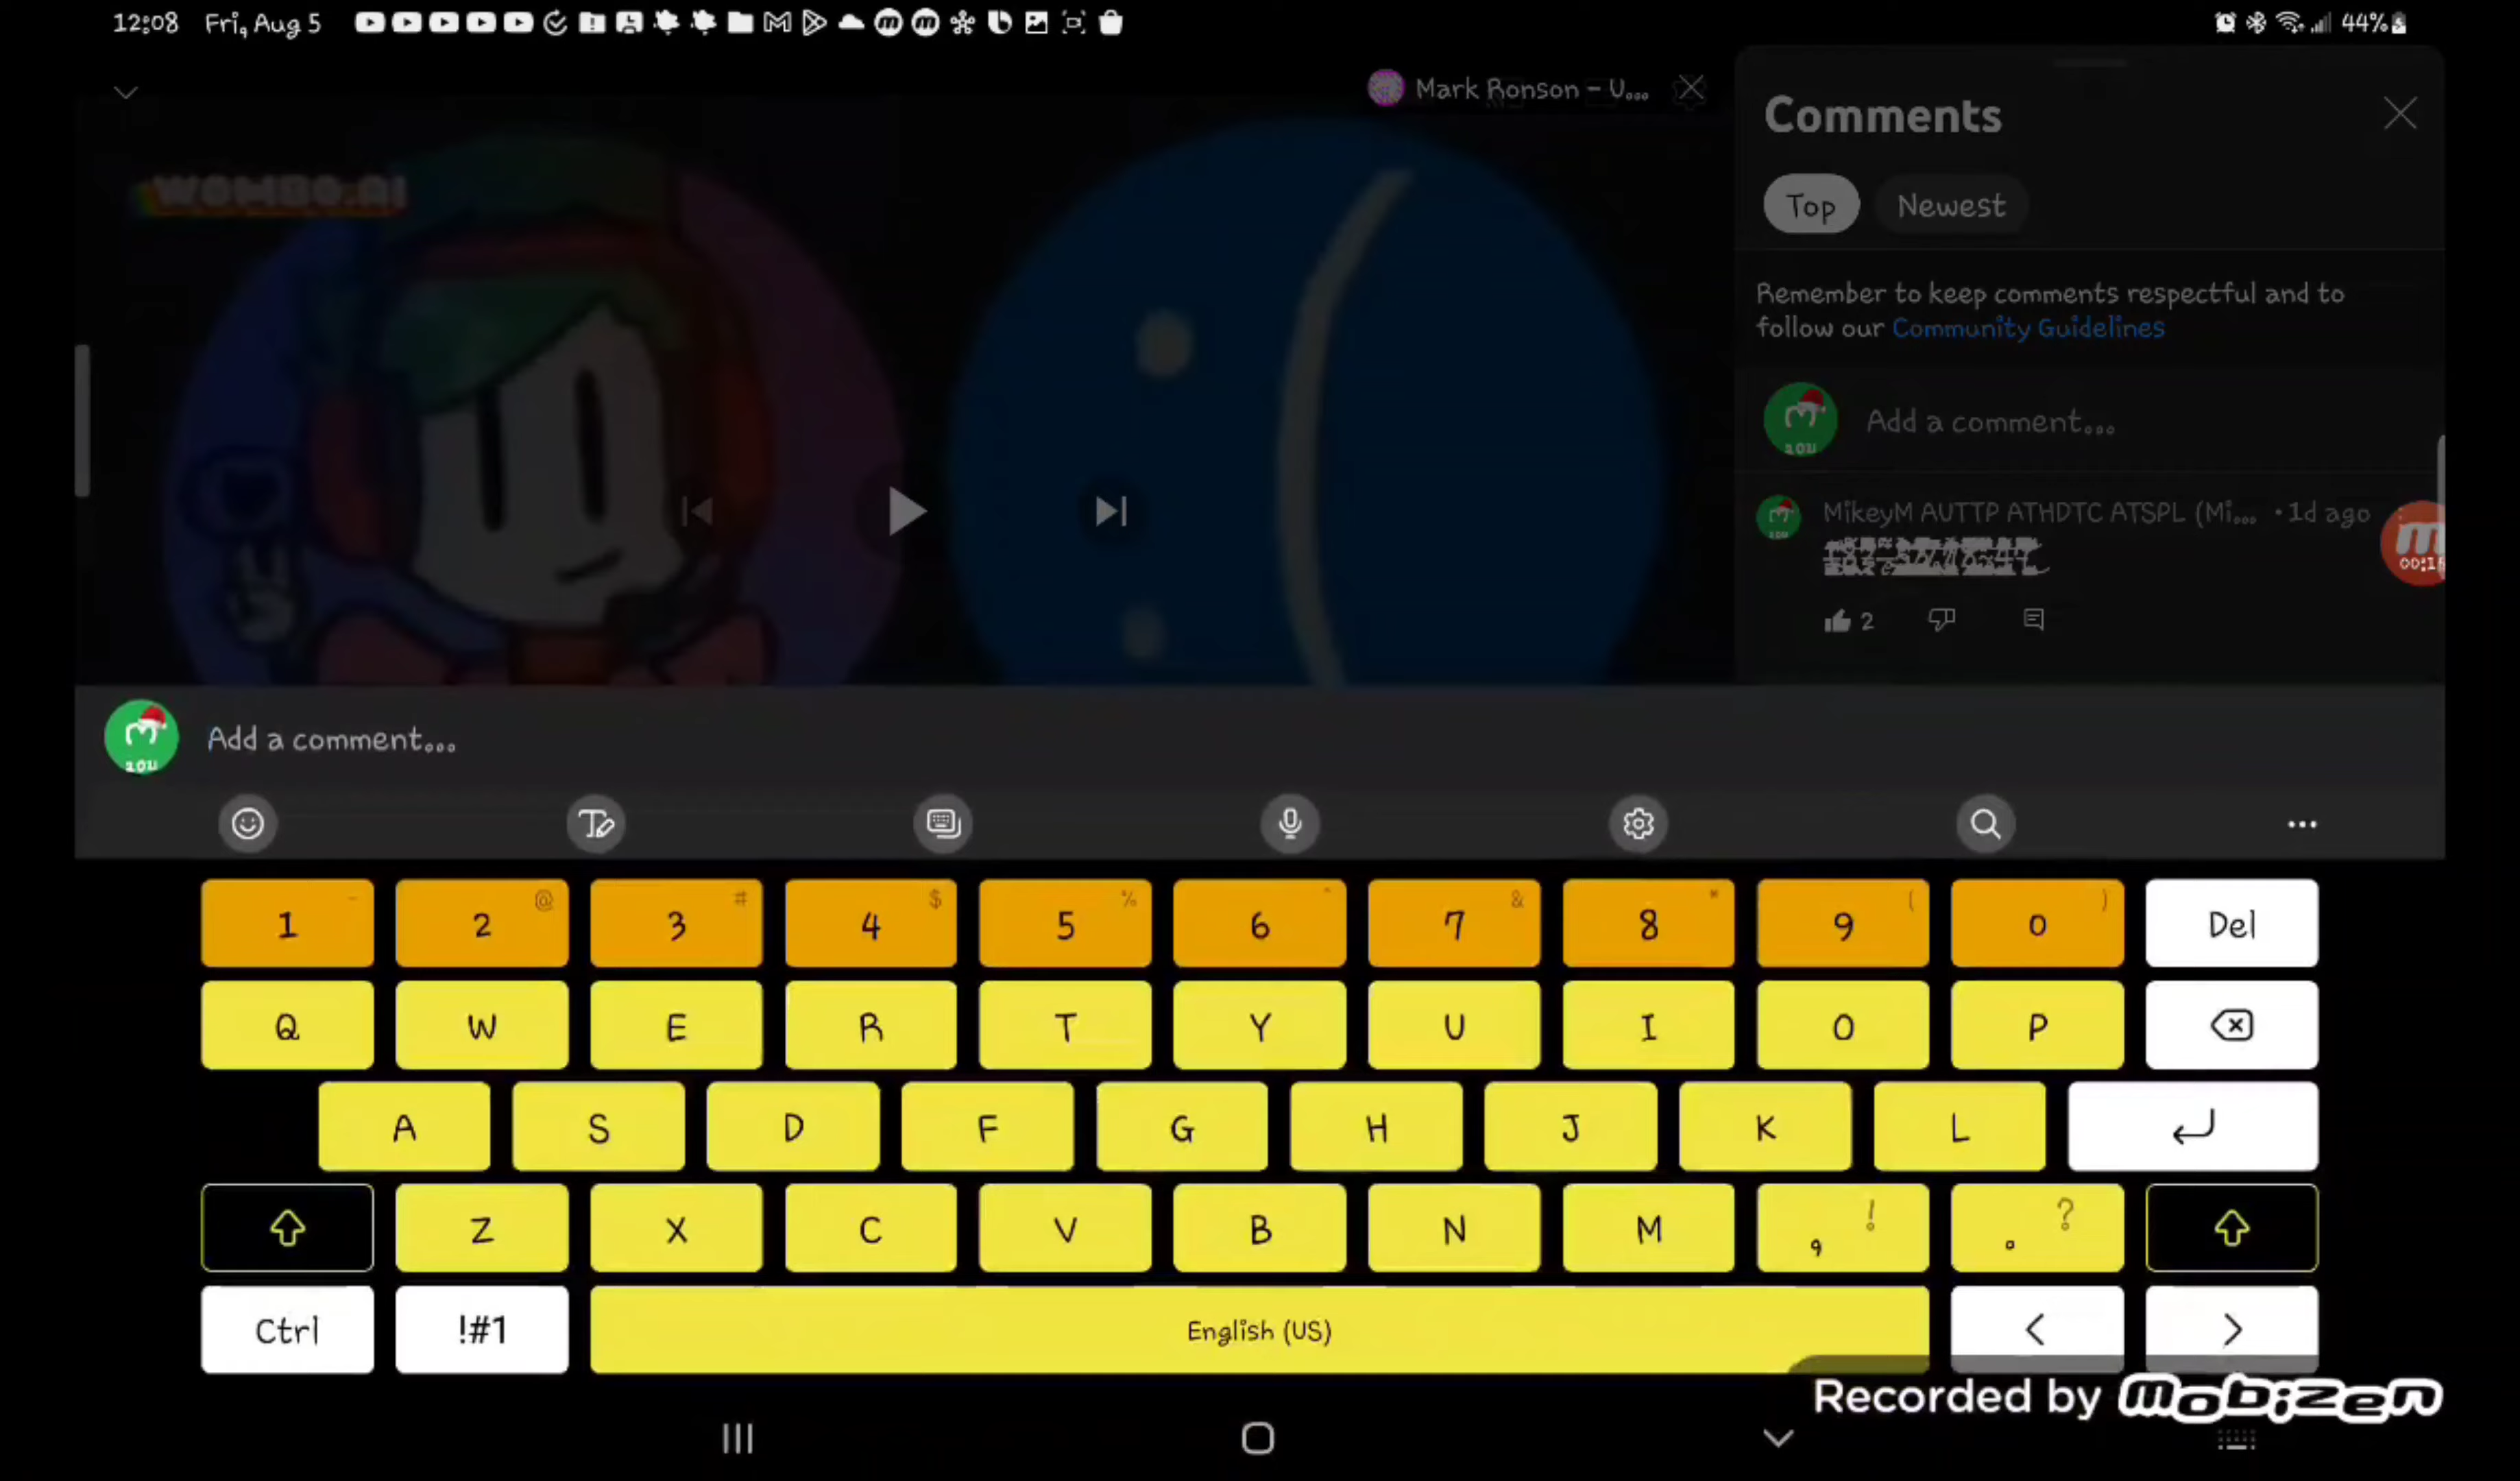 12:08 Fri, Aug 5
44%
Mark Ronson – U...
WOMBO.AI
Comments
Top Newest
Remember to keep comments respectful and to
follow our Community Guidelines
Add a comment...
MikeyM AUTTP ATHDTC ATSPL (Mi... • 1d ago
2
Add a comment...
1 2 @ 3 # 4 $ 5 % 6 ^ 7 & 8 * 9 ( 0 ) Del
Q W E R T Y U I O P
A S D F G H J K L
Z X C V B N M , ! . ?
Ctrl !#1 English (US) < >
Recorded by mobizen